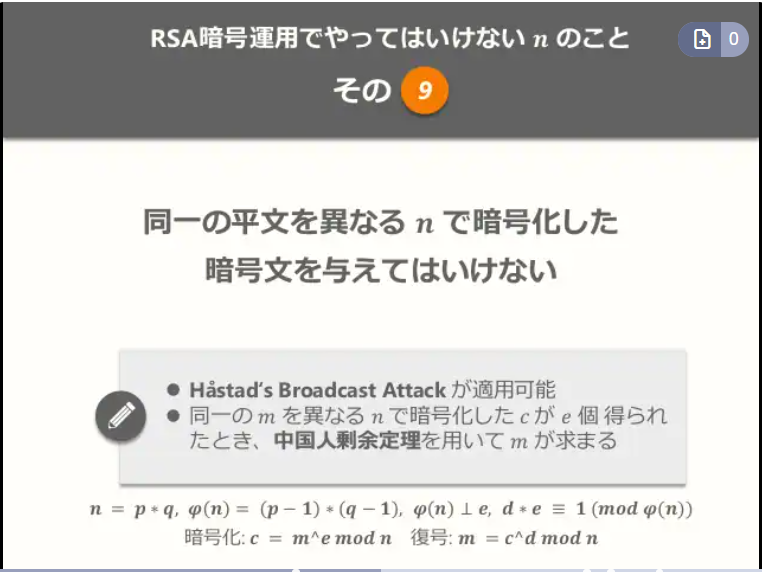 RSA暗号運用でやってはいけない n のこと
0
その 9
同一の平文を異なる n で暗号化した
暗号文を与えてはいけない
● Håstad‘s Broadcast Attack が適用可能
● 同一の m を異なる n で暗号化した c が e 個 得られ
たとき、中国人剰余定理を用いて m が求まる
n = p * q, φ(n) = (p − 1) * (q − 1), φ(n) ⊥ e, d * e ≡ 1 (mod φ(n))
暗号化: c = m^e mod n 復号: m = c^d mod n